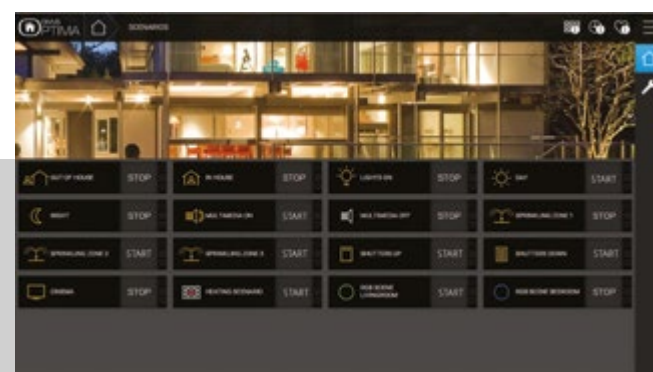 OPTIMA
SCENARIOS
OUT OF HOUSE STOP
IN HOUSE STOP
LIGHTS ON STOP
DAY START
NIGHT STOP
MULTIMEDIA ON START
MULTIMEDIA OFF STOP
SPRINKLING ZONE 1 STOP
SPRINKLING ZONE 2 START
SPRINKLING ZONE 3 START
SHUTTERS UP START
SHUTTERS DOWN START
CINEMA STOP
HEATING SCENARIO START
RGB SCENE
LIVINGROOM START
RGB SCENE BEDROOM STOP